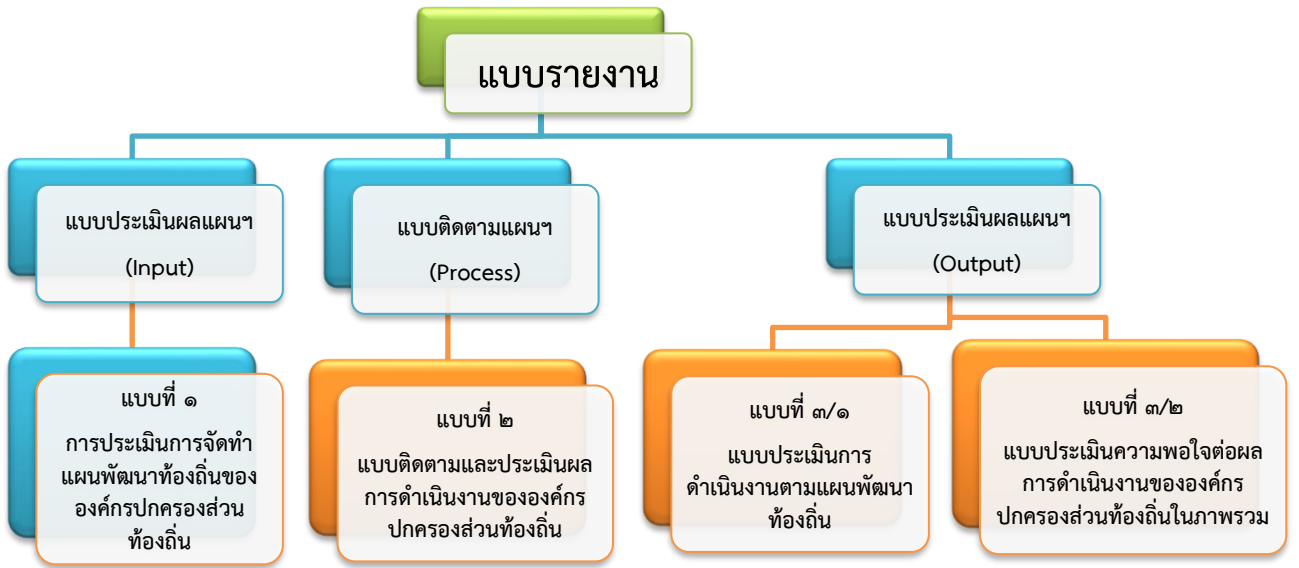 แบบรายงาน
แบบประเมินผลแผนฯ
(Input)
แบบติดตามแผนฯ
(Process)
แบบประเมินผลแผนฯ
(Output)
แบบที่ ๑
การประเมินการจัดทำ
แผนพัฒนาท้องถิ่นของ
องค์กรปกครองส่วน
ท้องถิ่น
แบบที่ ๒
แบบติดตามและประเมินผล
การดำเนินงานขององค์กร
ปกครองส่วนท้องถิ่น
แบบที่ ๓/๑
แบบประเมินการ
ดำเนินงานตามแผนพัฒนา
ท้องถิ่น
แบบที่ ๓/๒
แบบประเมินความพอใจต่อผล
การดำเนินงานขององค์กร
ปกครองส่วนท้องถิ่นในภาพรวม